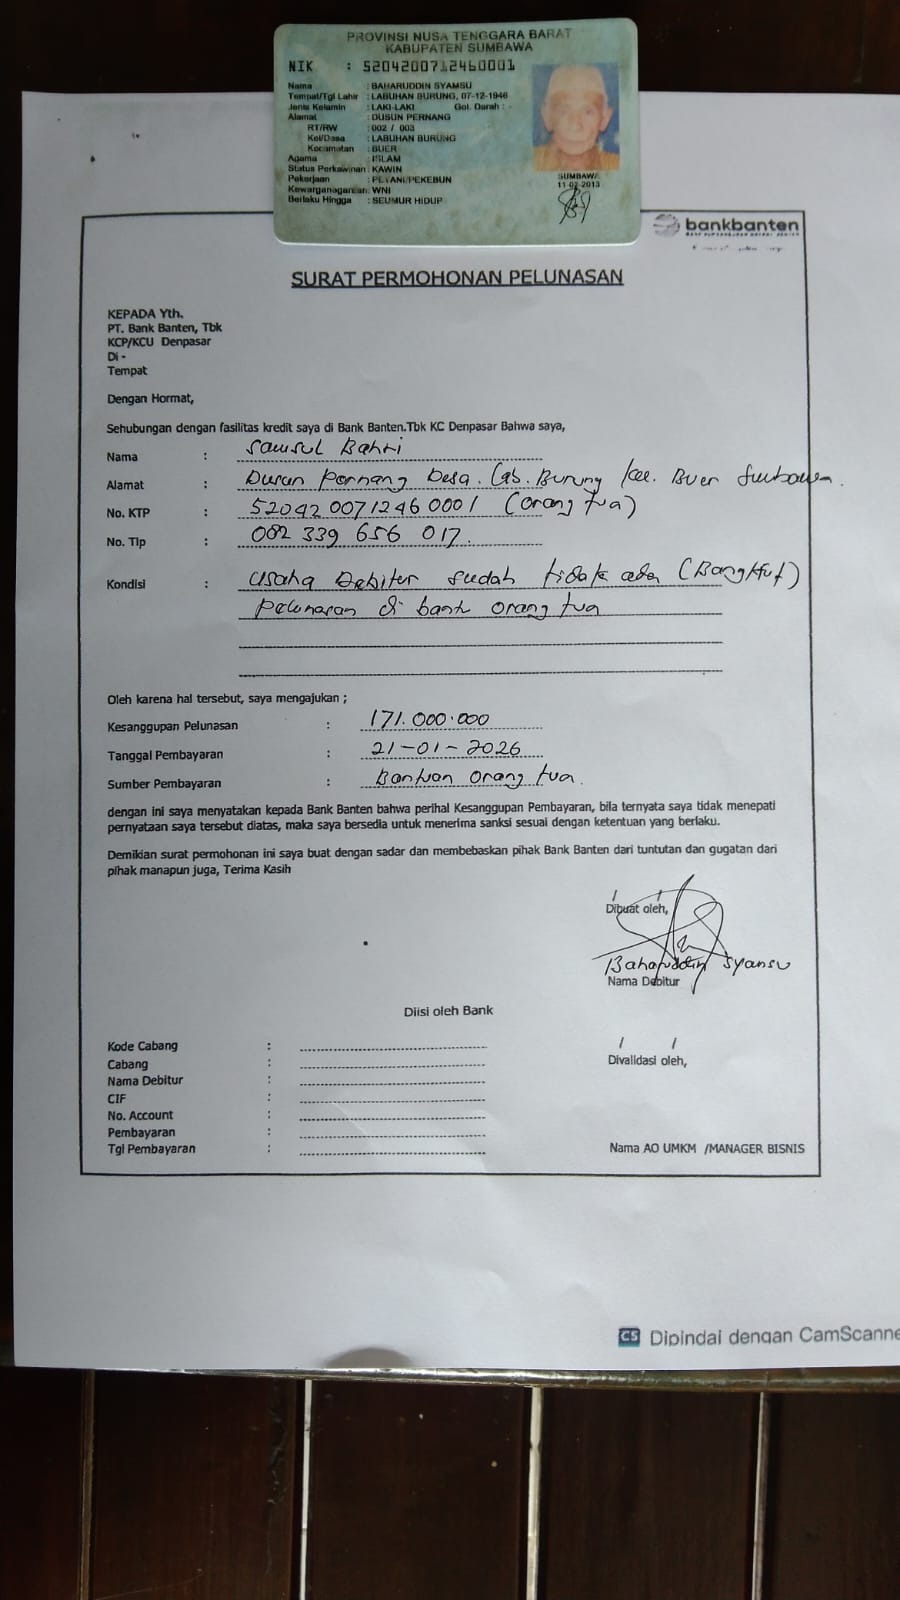 PROVINSI NUSA TENGGARA BARAT
KABUPATEN SUMBAWA
NIK : 5204200712460001
Nama : BAHARUDDIN SYAMSU
Tempat/Tgl Lahir : LABUHAN BURUNG, 07-12-1946
Jenis Kelamin : LAKI-LAKI Gol. Darah : -
Alamat : DUSUN PERNANG
RT/RW : 002 / 003
Kel/Desa : LABUHAN BURUNG
Kecamatan : BUER
Agama : ISLAM
Status Perkawinan : KAWIN
Pekerjaan : PETANI/PEKEBUN
Kewarganegaraan : WNI
Berlaku Hingga : SEUMUR HIDUP
SUMBAWA
11-02-2013
bankbanten
SURAT PERMOHONAN PELUNASAN
KEPADA Yth.
PT. Bank Banten, Tbk
KCP/KCU Denpasar
Di -
Tempat
Dengan Hormat,
Sehubungan dengan fasilitas kredit saya di Bank Banten.Tbk KC Denpasar Bahwa saya,
Nama : Samsul Bahri
Alamat : Dusun Pernang Desa. Lab. Burung Kec. Buer Sumbawa.
No. KTP : 5204200712460001 (orang tua)
No. Tlp : 082 339 656 017.
Kondisi : Usaha Debiter sudah tidak ada (Bangkrut)
Pelunasan di bantu orang tua
Oleh karena hal tersebut, saya mengajukan ;
Kesanggupan Pelunasan : 171.000.000
Tanggal Pembayaran : 21-01-2026
Sumber Pembayaran : Bantuan orang tua.
dengan ini saya menyatakan kepada Bank Banten bahwa perihal Kesanggupan Pembayaran, bila ternyata saya tidak menepati
pernyataan saya tersebut diatas, maka saya bersedia untuk menerima sanksi sesuai dengan ketentuan yang berlaku.
Demikian surat permohonan ini saya buat dengan sadar dan membebaskan pihak Bank Banten dari tuntutan dan gugatan dari
pihak manapun juga, Terima Kasih
/ /
Dibuat oleh,
Baharuddin Syamsu
Nama Debitur
Diisi oleh Bank
Kode Cabang :
Cabang :
Nama Debitur :
CIF :
No. Account :
Pembayaran :
Tgl Pembayaran :
/ /
Divalidasi oleh,
Nama AO UMKM /MANAGER BISNIS
CS Dipindai dengan CamScanne